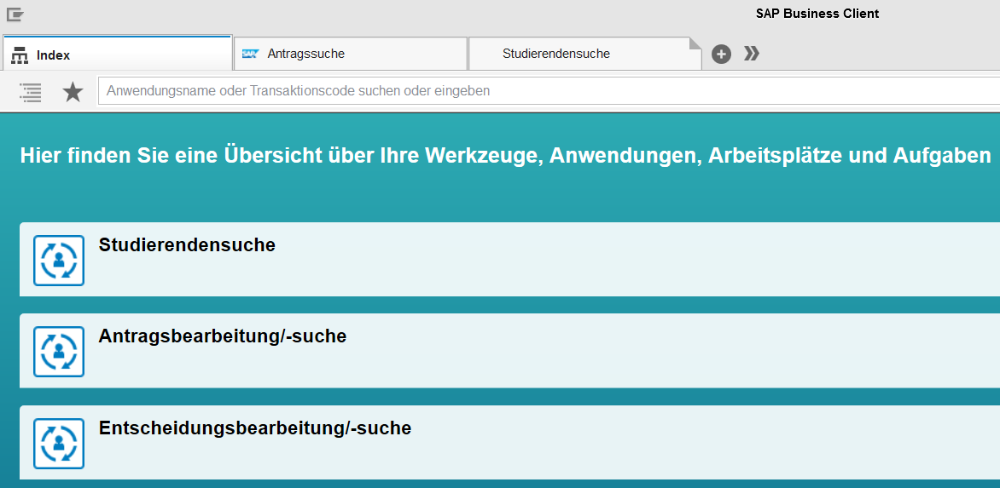 SAP Business Client
Index
SAP Antragssuche
Studierendensuche
Anwendungsname oder Transaktionscode suchen oder eingeben
Hier finden Sie eine Übersicht über Ihre Werkzeuge, Anwendungen, Arbeitsplätze und Aufgaben
Studierendensuche
Antragsbearbeitung/-suche
Entscheidungsbearbeitung/-suche